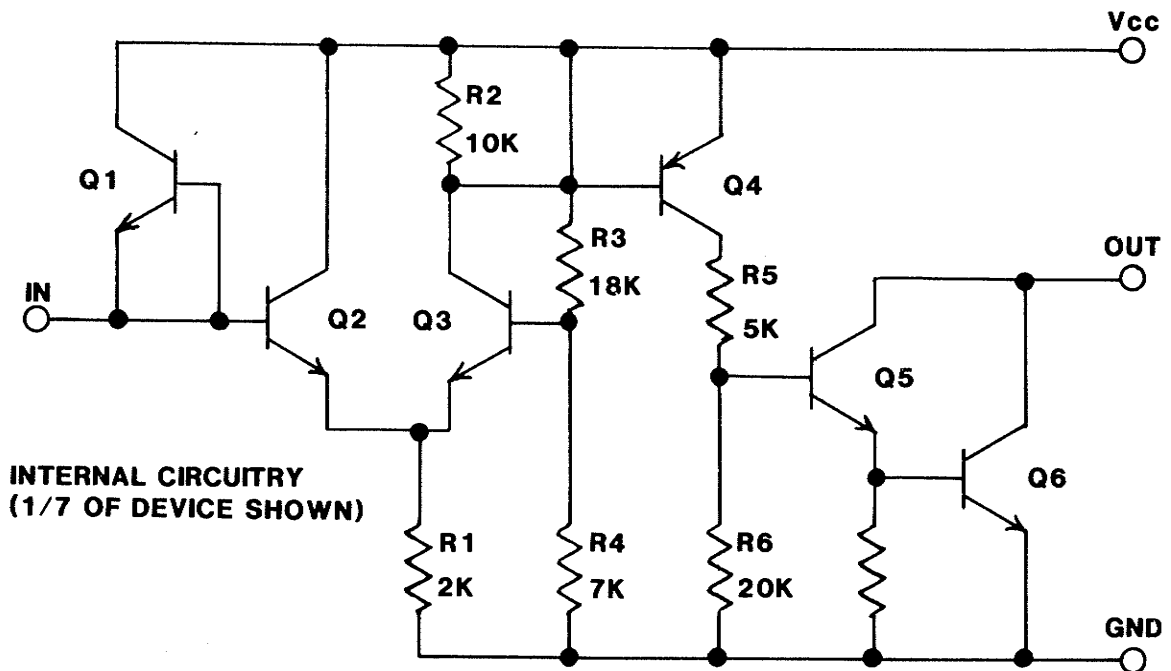 Vcc
R2
10K
Q1
Q4
R3
18K
OUT
IN
Q2
Q3
R5
5K
Q5
INTERNAL CIRCUITRY
(1/7 OF DEVICE SHOWN)
Q6
R1
2K
R4
7K
R6
20K
GND